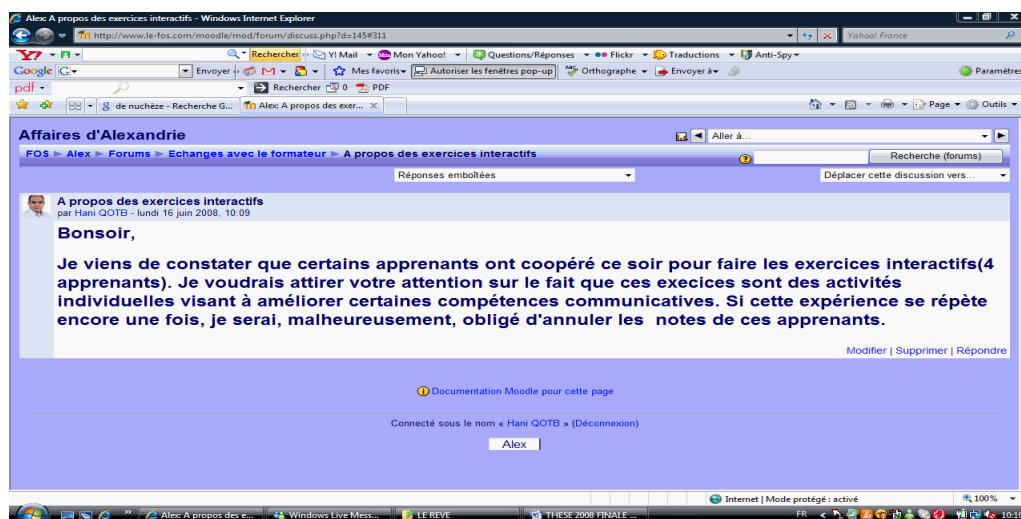 Alex: A propos des exercices interactifs - Windows Internet Explorer
http://www.le-fos.com/moodle/mod/forum/discuss.php?d=145#311
Yahoo! France
Rechercher Y! Mail Mon Yahoo! Questions/Réponses Flickr Traductions Anti-Spy
Google Envoyer Mes favoris Autoriser les fenêtres pop-up Orthographe Envoyer à Paramètres
pdf Rechercher 0 PDF
de nuchèze - Recherche G... Alex: A propos des exer... Page Outils
Affaires d'Alexandrie Aller à...
FOS ► Alex ► Forums ► Echanges avec le formateur ► A propos des exercices interactifs Recherche (forums)
Réponses emboîtées Déplacer cette discussion vers...
A propos des exercices interactifs
par Hani QOTB - lundi 16 juin 2008, 10:09
Bonsoir,
Je viens de constater que certains apprenants ont coopéré ce soir pour faire les exercices interactifs(4
apprenants). Je voudrais attirer votre attention sur le fait que ces execices sont des activités
individuelles visant à améliorer certaines compétences communicatives. Si cette expérience se répète
encore une fois, je serai, malheureusement, obligé d'annuler les notes de ces apprenants.
Modifier | Supprimer | Répondre
Documentation Moodle pour cette page
Connecté sous le nom « Hani QOTB » (Déconnexion)
Alex
Internet | Mode protégé : activé 100%
Alex: A propos des e... Windows Live Mess... LE REVE THESE 2008 FINALE ... FR 10:10